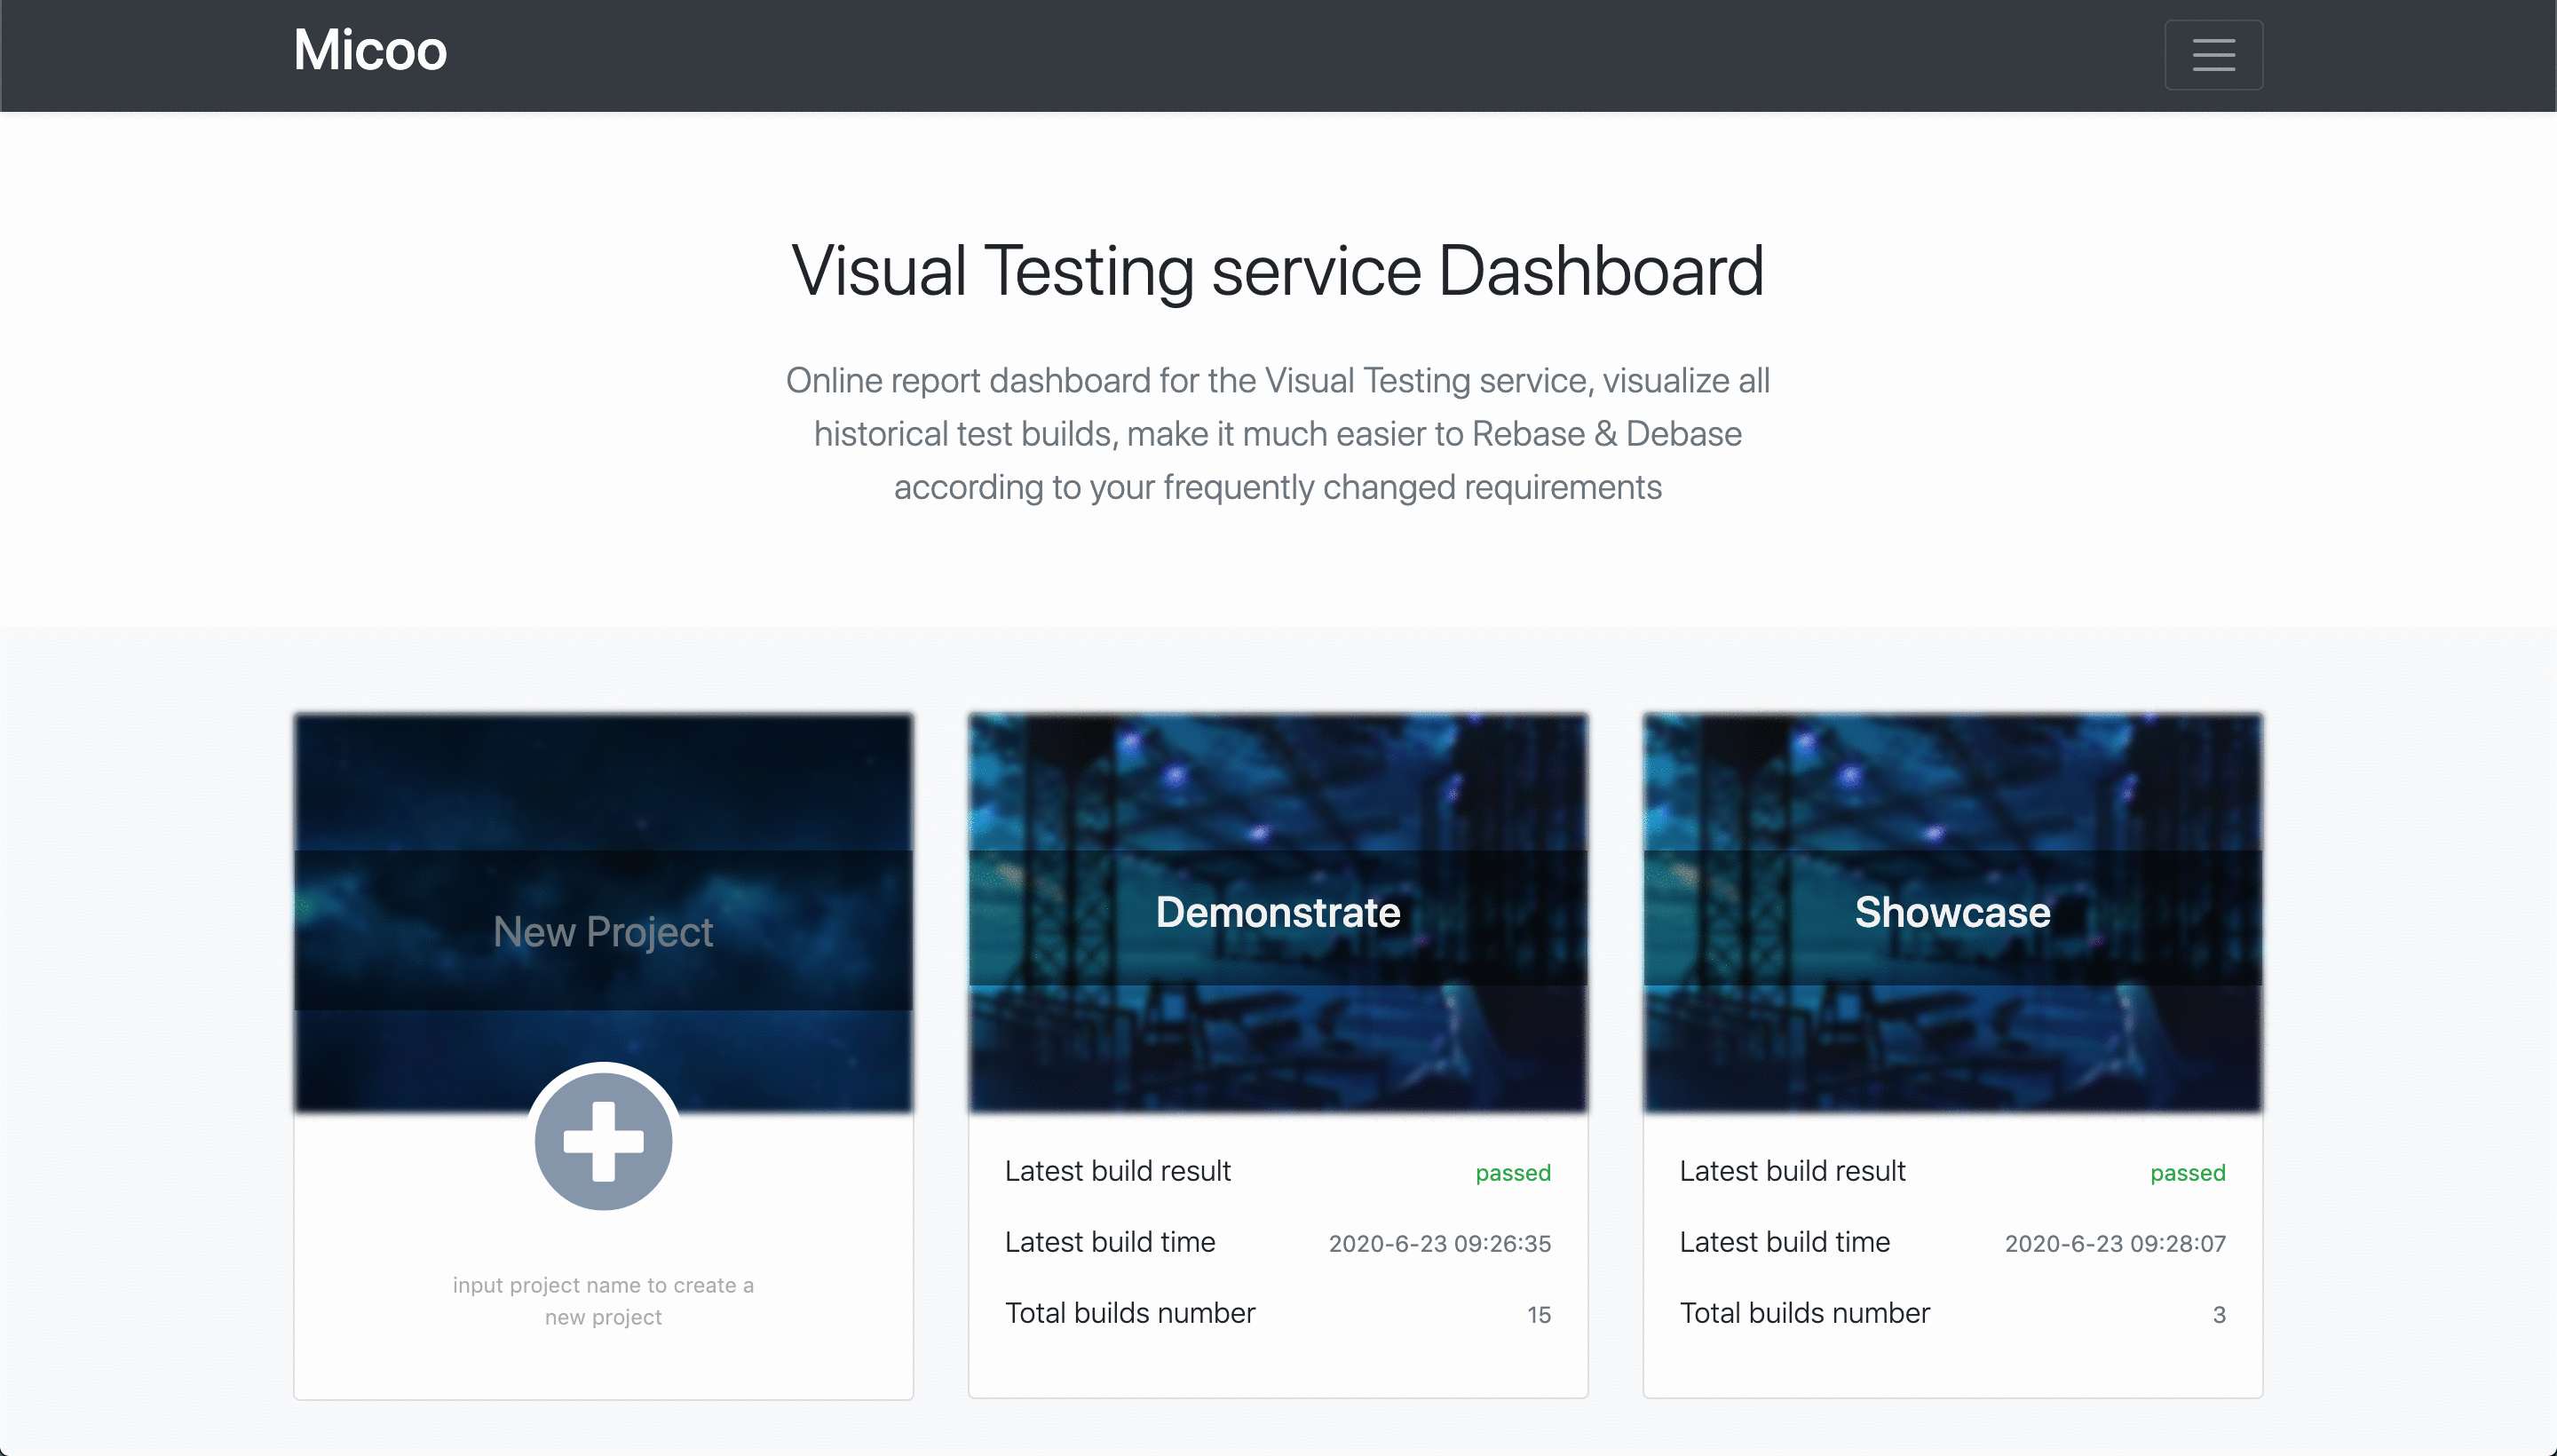 Micoo
Visual Testing service Dashboard
Online report dashboard for the Visual Testing service, visualize all
historical test builds, make it much easier to Rebase & Debase
according to your frequently changed requirements
New Project
input project name to create a
new project
Demonstrate
Latest build result passed
Latest build time 2020-6-23 09:26:35
Total builds number 15
Showcase
Latest build result passed
Latest build time 2020-6-23 09:28:07
Total builds number 3